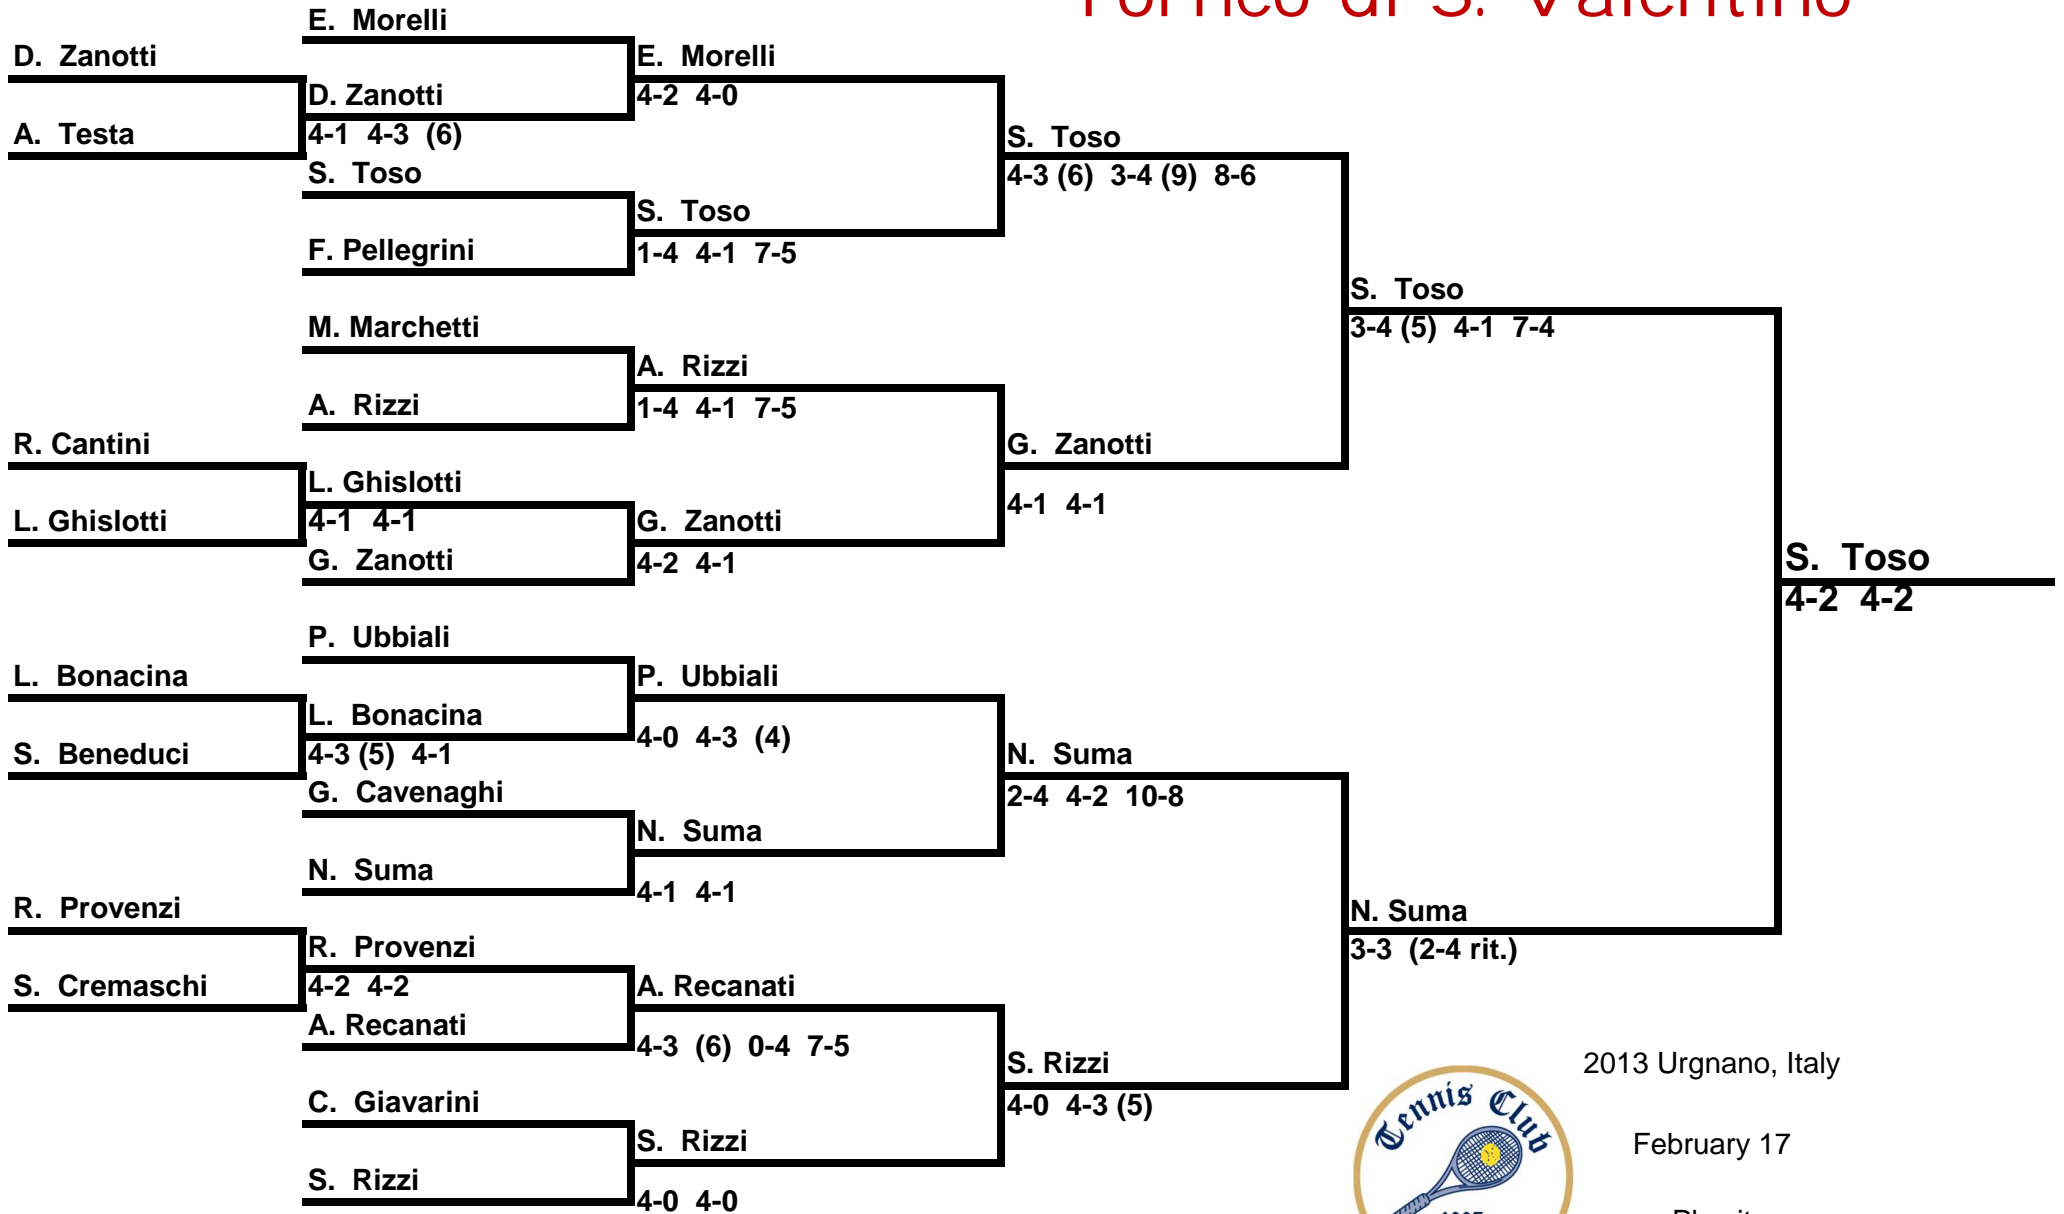 Torneo di S. Valentino
E. Morelli
D. Zanotti
E. Morelli
D. Zanotti
4-2 4-0
A. Testa
4-1 4-3 (6)
S. Toso
S. Toso
4-3 (6) 3-4 (9) 8-6
S. Toso
F. Pellegrini
1-4 4-1 7-5
S. Toso
M. Marchetti
3-4 (5) 4-1 7-4
A. Rizzi
A. Rizzi
1-4 4-1 7-5
R. Cantini
G. Zanotti
L. Ghislotti
4-1 4-1
L. Ghislotti
4-1 4-1
G. Zanotti
G. Zanotti
4-2 4-1
S. Toso
4-2 4-2
P. Ubbiali
L. Bonacina
P. Ubbiali
L. Bonacina
4-0 4-3 (4)
S. Beneduci
4-3 (5) 4-1
N. Suma
G. Cavenaghi
2-4 4-2 10-8
N. Suma
N. Suma
4-1 4-1
R. Provenzi
N. Suma
R. Provenzi
3-3 (2-4 rit.)
S. Cremaschi
4-2 4-2
A. Recanati
A. Recanati
4-3 (6) 0-4 7-5
S. Rizzi
2013 Urgnano, Italy
C. Giavarini
4-0 4-3 (5)
Tennis Club
S. Rizzi
February 17
S. Rizzi
4-0 4-0